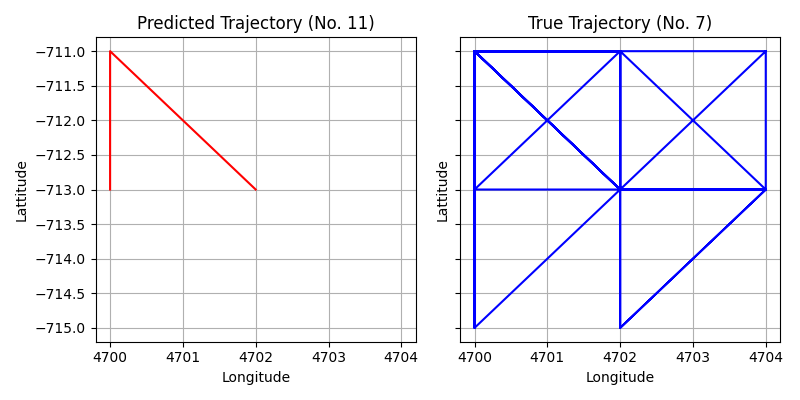 Predicted Trajectory (No. 11)
−711.0
−711.5
−712.0
−712.5
−713.0
−713.5
−714.0
−714.5
−715.0
Lattitude
4700 4701 4702 4703 4704
Longitude
True Trajectory (No. 7)
Lattitude
4700 4701 4702 4703 4704
Longitude